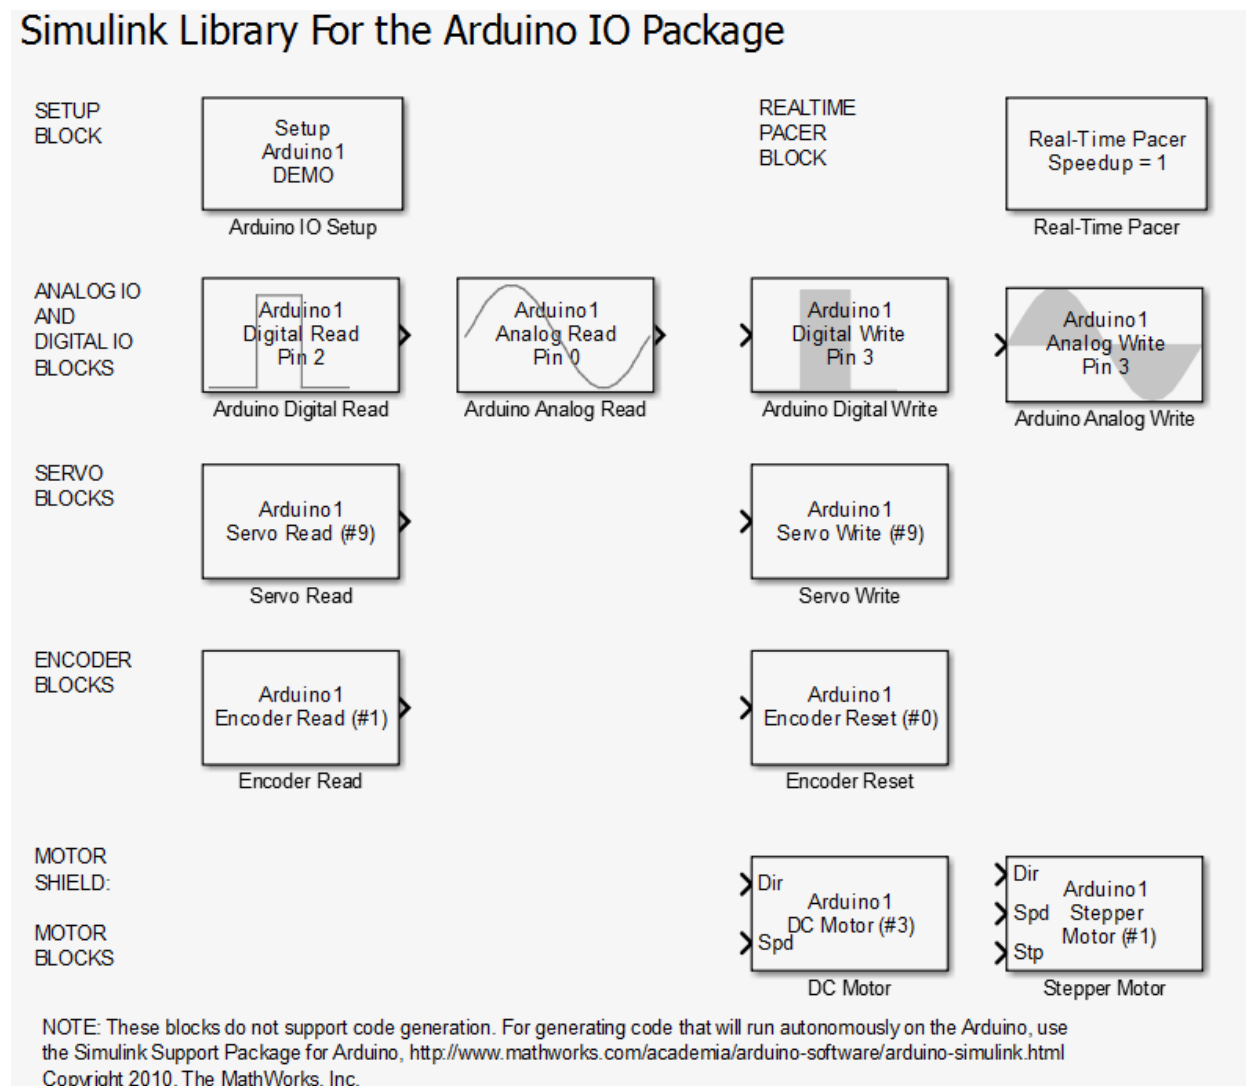 Simulink Library For the Arduino IO Package
SETUP
BLOCK
Setup
Arduino1
DEMO
Arduino IO Setup
REALTIME
PACER
BLOCK
Real-Time Pacer
Speedup = 1
Real-Time Pacer
ANALOG IO
AND
DIGITAL IO
BLOCKS
Arduino1
Digital Read
Pin 2
Arduino Digital Read
Arduino1
Analog Read
Pin 0
Arduino Analog Read
Arduino1
Digital Write
Pin 3
Arduino Digital Write
Arduino1
Analog Write
Pin 3
Arduino Analog Write
SERVO
BLOCKS
Arduino1
Servo Read (#9)
Servo Read
Arduino1
Servo Write (#9)
Servo Write
ENCODER
BLOCKS
Arduino1
Encoder Read (#1)
Encoder Read
Arduino1
Encoder Reset (#0)
Encoder Reset
MOTOR
SHIELD:
MOTOR
BLOCKS
Dir
Spd
Arduino1
DC Motor (#3)
DC Motor
Dir
Spd
Stp
Arduino1
Stepper
Motor (#1)
Stepper Motor
NOTE: These blocks do not support code generation. For generating code that will run autonomously on the Arduino, use
the Simulink Support Package for Arduino, http://www.mathworks.com/academia/arduino-software/arduino-simulink.html
Copyright 2010, The MathWorks, Inc.